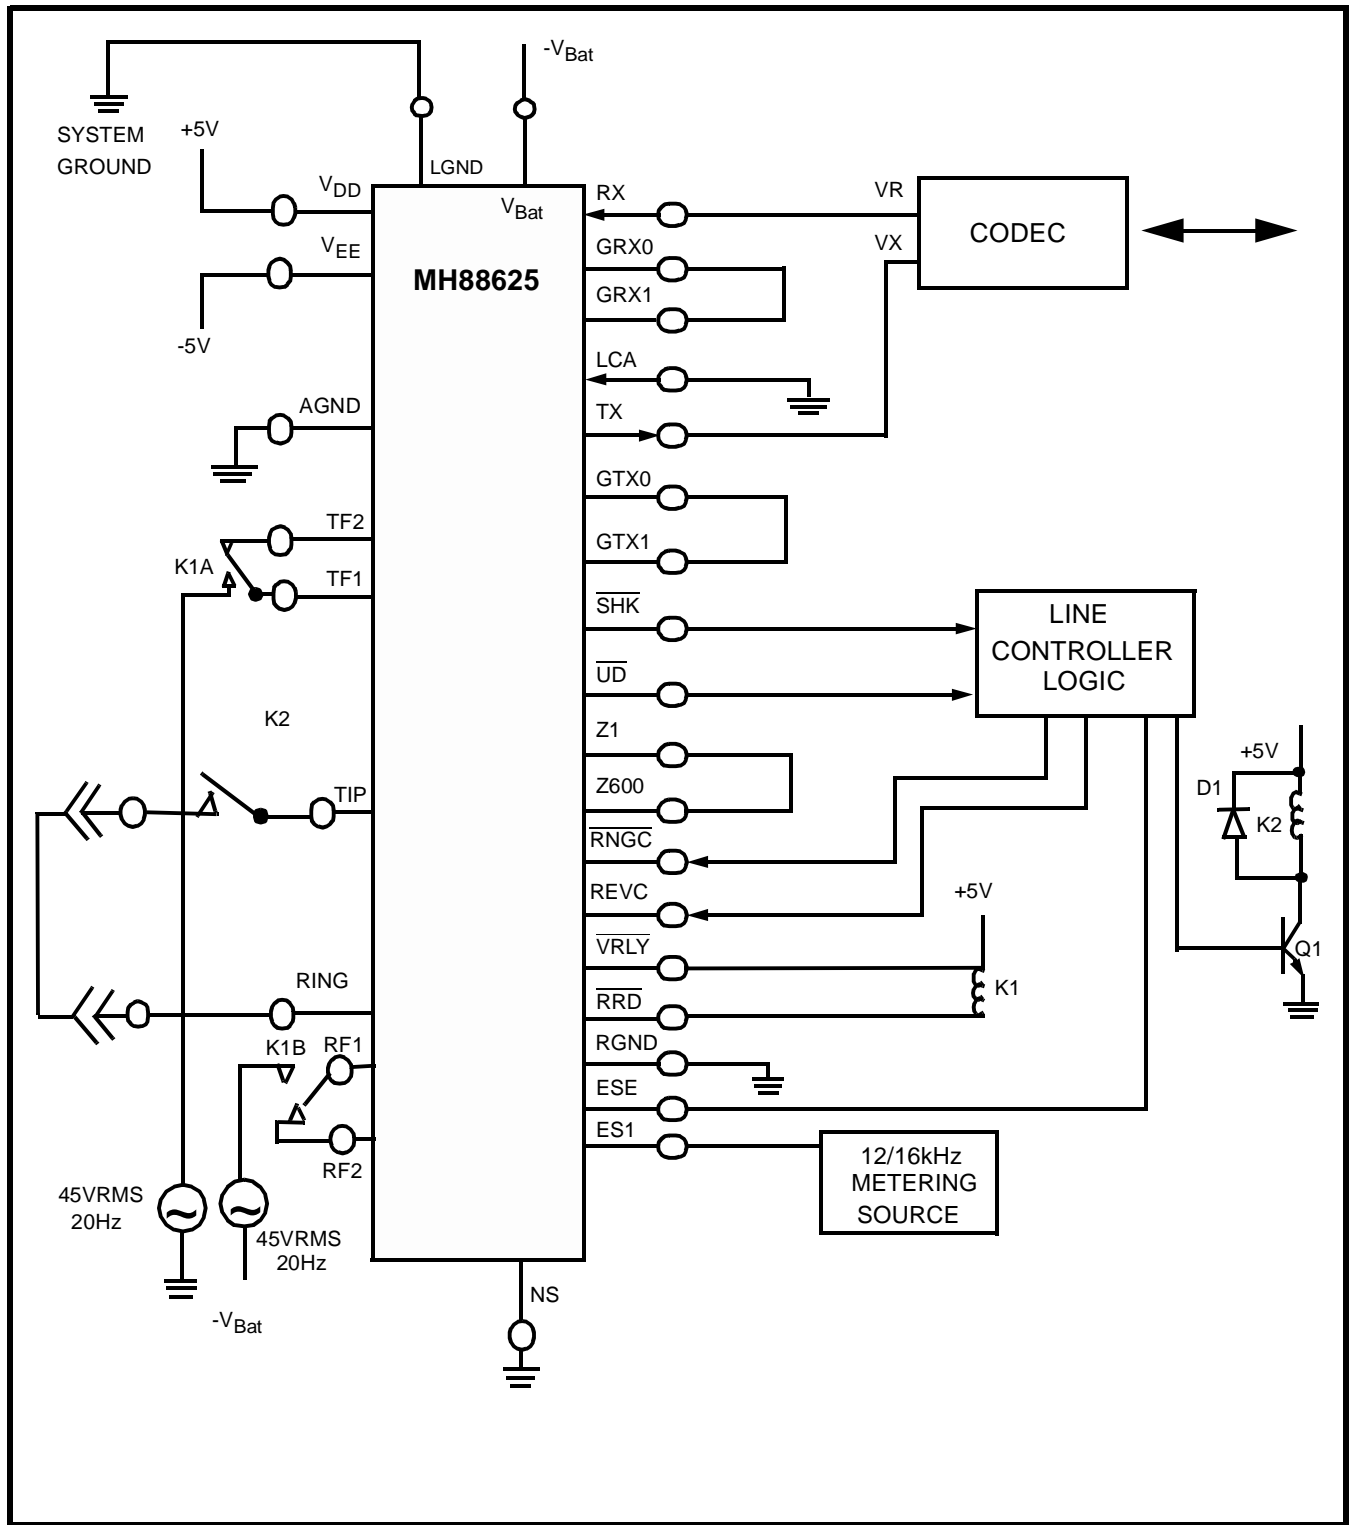 -VBat
SYSTEM
GROUND
+5V
LGND
VDD
VBat
RX
VR
CODEC
VEE
GRX0
VX
MH88625
GRX1
-5V
LCA
AGND
TX
GTX0
TF2
GTX1
K1A
TF1
SHK
LINE
CONTROLLER
LOGIC
UD
K2
Z1
+5V
Z600
D1
TIP
K2
RNGC
REVC
+5V
VRLY
Q1
RING
RRD
K1
K1B
RF1
RGND
ESE
ES1
RF2
12/16kHz
METERING
SOURCE
45VRMS
20Hz
45VRMS
20Hz
NS
-VBat